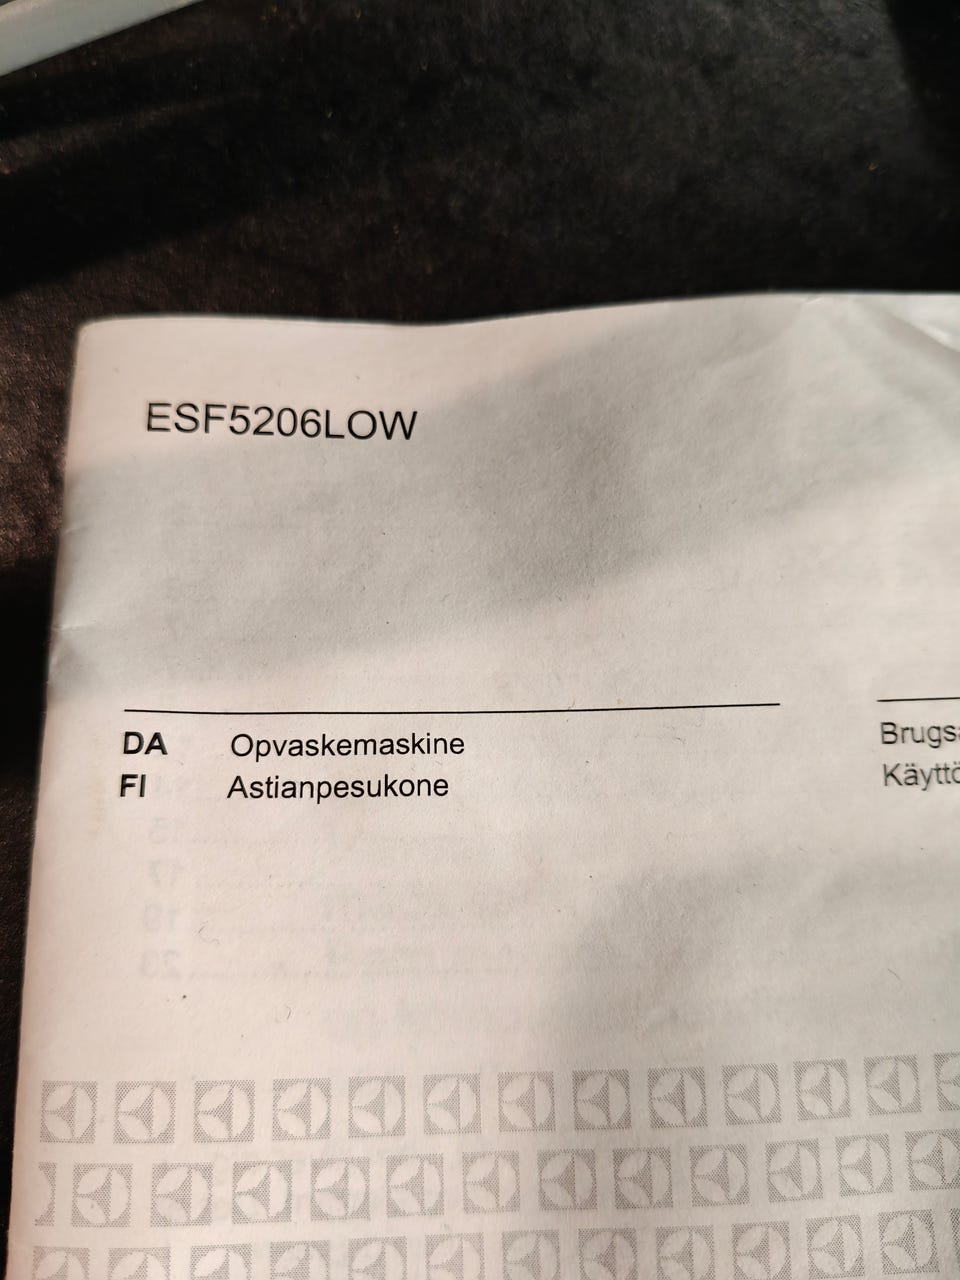 ESF5206LOW
DA Opvaskemaskine
FI Astianpesukone